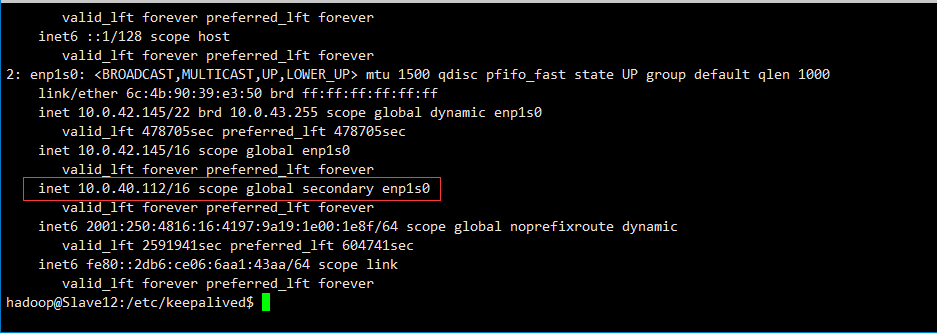 valid_lft forever preferred_lft forever
inet6 ::1/128 scope host
valid_lft forever preferred_lft forever
2: enp1s0: <BROADCAST,MULTICAST,UP,LOWER_UP> mtu 1500 qdisc pfifo_fast state UP group default qlen 1000
link/ether 6c:4b:90:39:e3:50 brd ff:ff:ff:ff:ff:ff
inet 10.0.42.145/22 brd 10.0.43.255 scope global dynamic enp1s0
valid_lft 478705sec preferred_lft 478705sec
inet 10.0.42.145/16 scope global enp1s0
valid_lft forever preferred_lft forever
inet 10.0.40.112/16 scope global secondary enp1s0
valid_lft forever preferred_lft forever
inet6 2001:250:4816:16:4197:9a19:1e00:1e8f/64 scope global noprefixroute dynamic
valid_lft 2591941sec preferred_lft 604741sec
inet6 fe80::2db6:ce06:6aa1:43aa/64 scope link
valid_lft forever preferred_lft forever
hadoop@Slave12:/etc/keepalived$